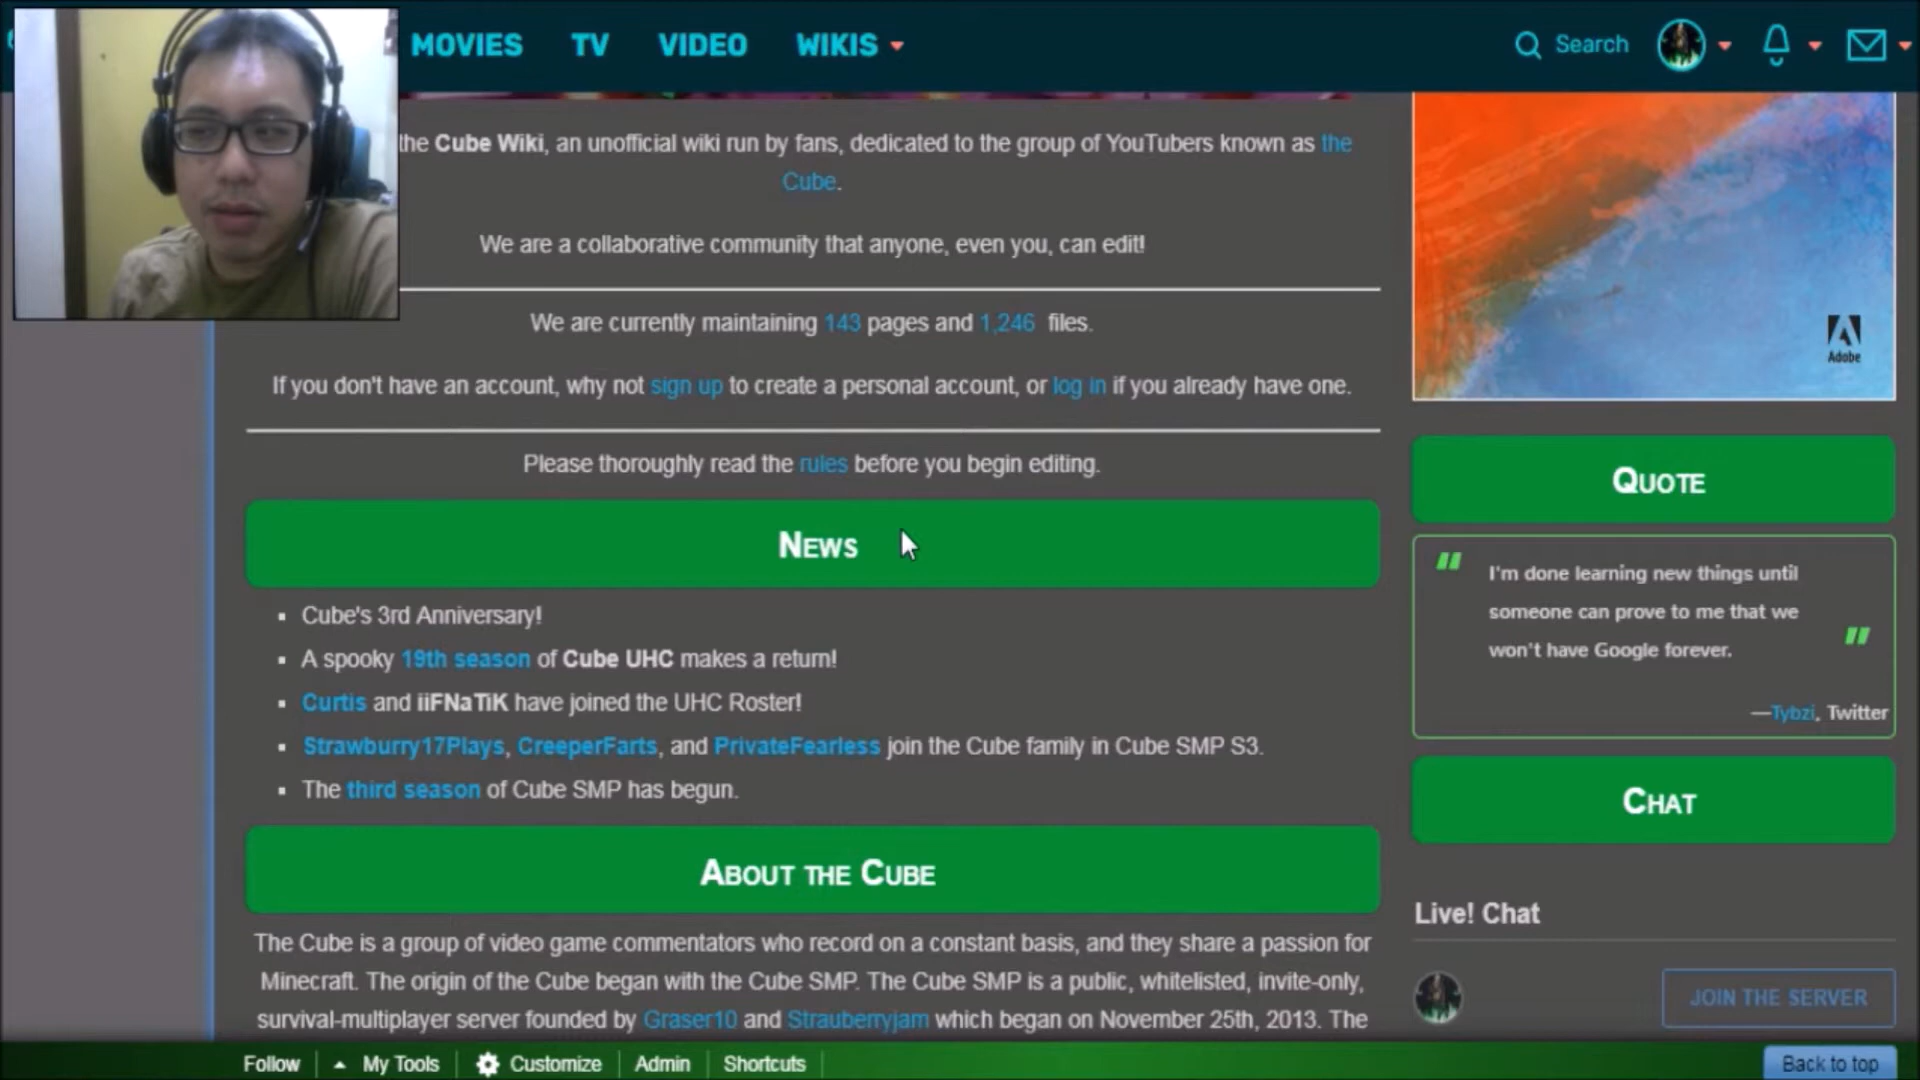 MOVIES TV VIDEO WIKIS Search
the Cube Wiki, an unofficial wiki run by fans, dedicated to the group of YouTubers known as the
Cube.
We are a collaborative community that anyone, even you, can edit!
We are currently maintaining 143 pages and 1,246 files.
If you don't have an account, why not sign up to create a personal account, or log in if you already have one.
Please thoroughly read the rules before you begin editing.
News
Cube's 3rd Anniversary!
A spooky 19th season of Cube UHC makes a return!
Curtis and iiFNaTiK have joined the UHC Roster!
Strawburry17Plays, CreeperFarts, and PrivateFearless join the Cube family in Cube SMP S3.
The third season of Cube SMP has begun.
About the Cube
The Cube is a group of video game commentators who record on a constant basis, and they share a passion for
Minecraft. The origin of the Cube began with the Cube SMP. The Cube SMP is a public, whitelisted, invite-only,
survival-multiplayer server founded by Graser10 and Strauberryjam which began on November 25th, 2013. The
Adobe
Quote
" I'm done learning new things until
someone can prove to me that we
won't have Google forever. "
—Tybzi, Twitter
Chat
Live! Chat
JOIN THE SERVER
Follow My Tools Customize Admin Shortcuts Back to top